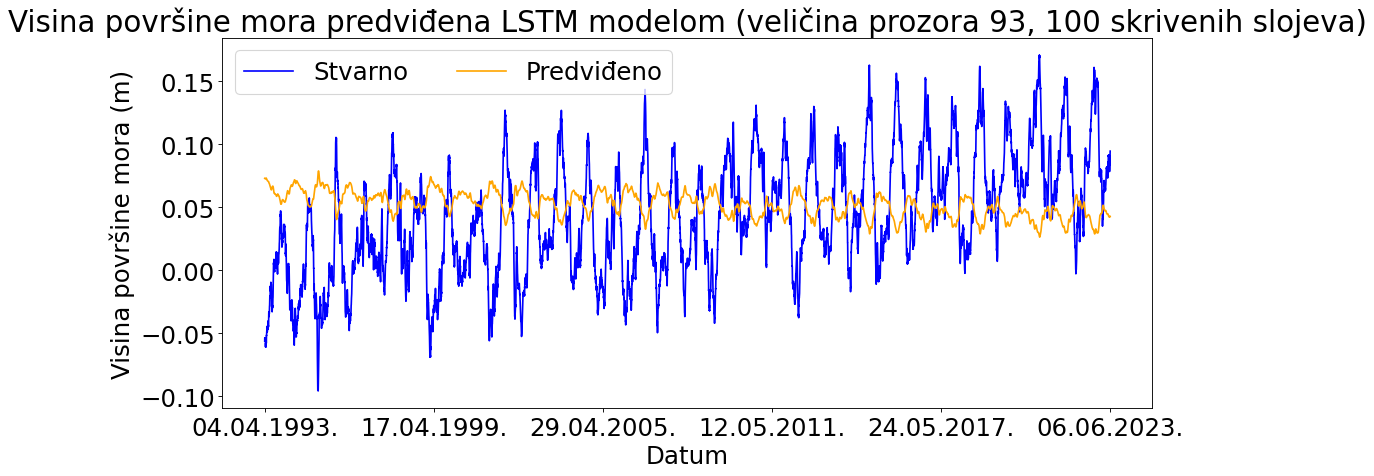 Visina površine mora predviđena LSTM modelom (veličina prozora 93, 100 skrivenih slojeva)
Stvarno Predviđeno
Visina površine mora (m)
0.15
0.10
0.05
0.00
−0.05
−0.10
04.04.1993. 17.04.1999. 29.04.2005. 12.05.2011. 24.05.2017. 06.06.2023.
Datum